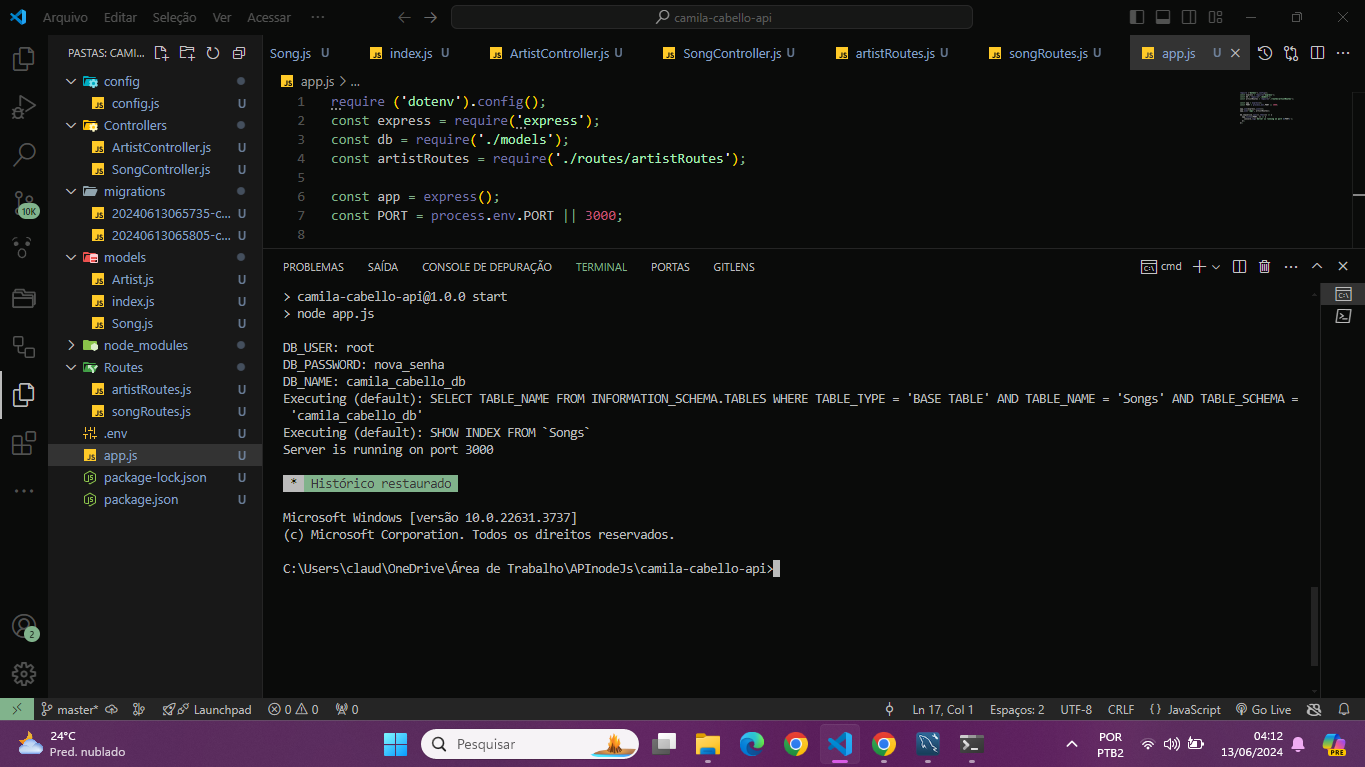 Arquivo Editar Seleção Ver Acessar ···
camila-cabello-api
PASTAS: CAMI...
config
config.js U
Controllers
ArtistController.js U
SongController.js U
migrations
20240613065735-c... U
20240613065805-c... U
models
Artist.js U
index.js U
Song.js U
node_modules
Routes
artistRoutes.js U
songRoutes.js U
.env U
app.js U
package-lock.json U
package.json U
10K
2
Song.js U index.js U ArtistController.js U SongController.js U artistRoutes.js U songRoutes.js U app.js U
app.js > ...
1 require ('dotenv').config();
2 const express = require('express');
3 const db = require('./models');
4 const artistRoutes = require('./routes/artistRoutes');
5
6 const app = express();
7 const PORT = process.env.PORT || 3000;
8
PROBLEMAS SAÍDA CONSOLE DE DEPURAÇÃO TERMINAL PORTAS GITLENS
cmd
> camila-cabello-api@1.0.0 start
> node app.js
DB_USER: root
DB_PASSWORD: nova_senha
DB_NAME: camila_cabello_db
Executing (default): SELECT TABLE_NAME FROM INFORMATION_SCHEMA.TABLES WHERE TABLE_TYPE = 'BASE TABLE' AND TABLE_NAME = 'Songs' AND TABLE_SCHEMA =
'camila_cabello_db'
Executing (default): SHOW INDEX FROM `Songs`
Server is running on port 3000
* Histórico restaurado
Microsoft Windows [versão 10.0.22631.3737]
(c) Microsoft Corporation. Todos os direitos reservados.
C:\Users\claud\OneDrive\Área de Trabalho\APInodeJs\camila-cabello-api>
master* Launchpad 0 0 0 Ln 17, Col 1 Espaços: 2 UTF-8 CRLF {} JavaScript Go Live
24°C
Pred. nublado
Pesquisar
POR
PTB2
04:12
13/06/2024
PRE